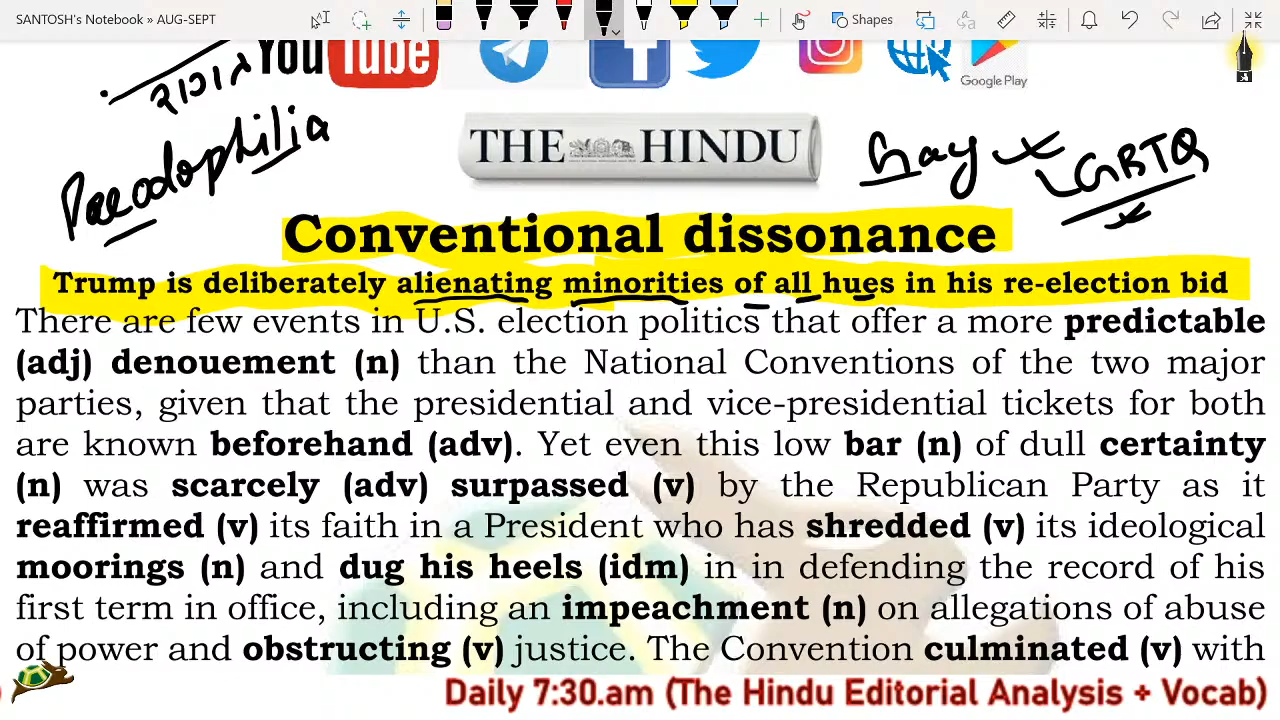 SANTOSH's Notebook » AUG-SEPT
Shapes
YouTube
Google Play
Paeodophilia
THE HINDU
Gay
LGBTQ
Conventional dissonance
Trump is deliberately alienating minorities of all hues in his re-election bid
There are few events in U.S. election politics that offer a more predictable
(adj) denouement (n) than the National Conventions of the two major
parties, given that the presidential and vice-presidential tickets for both
are known beforehand (adv). Yet even this low bar (n) of dull certainty
(n) was scarcely (adv) surpassed (v) by the Republican Party as it
reaffirmed (v) its faith in a President who has shredded (v) its ideological
moorings (n) and dug his heels (idm) in in defending the record of his
first term in office, including an impeachment (n) on allegations of abuse
of power and obstructing (v) justice. The Convention culminated (v) with
Daily 7:30.am (The Hindu Editorial Analysis + Vocab)